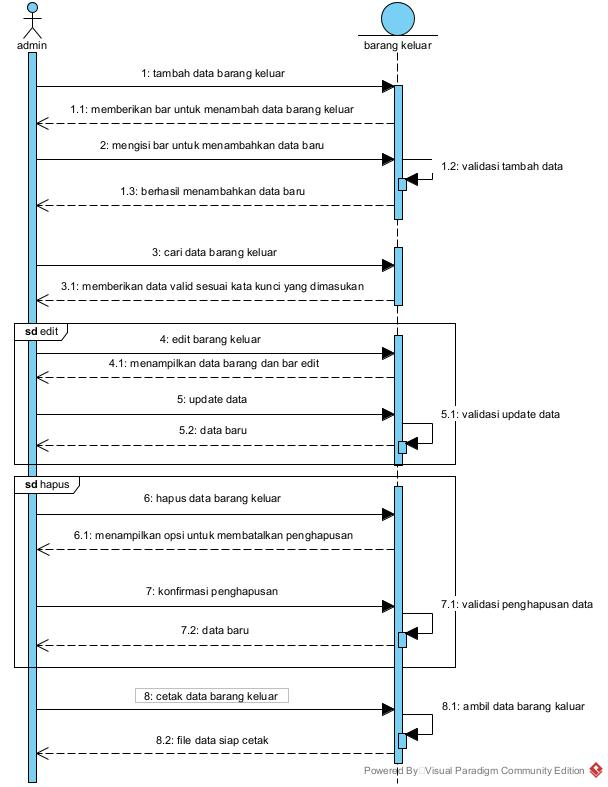 admin
barang keluar
1: tambah data barang keluar
1.1: memberikan bar untuk menambah data barang keluar
2: mengisi bar untuk menambahkan data baru
1.2: validasi tambah data
1.3: berhasil menambahkan data baru
3: cari data barang keluar
3.1: memberikan data valid sesuai kata kunci yang dimasukan
sd edit
4: edit barang keluar
4.1: menampilkan data barang dan bar edit
5: update data
5.1: validasi update data
5.2: data baru
sd hapus
6: hapus data barang keluar
6.1: menampilkan opsi untuk membatalkan penghapusan
7: konfirmasi penghapusan
7.1: validasi penghapusan data
7.2: data baru
8: cetak data barang keluar
8.1: ambil data barang kaluar
8.2: file data siap cetak
Powered By Visual Paradigm Community Edition